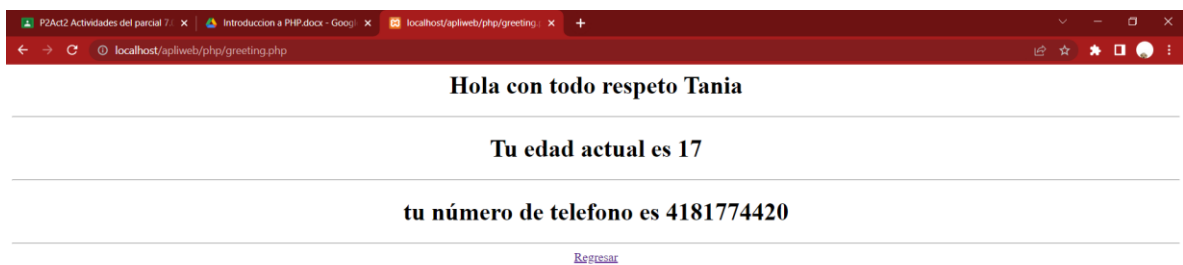 P2Act2 Actividades del parcial 7.
Introduccion a PHP.docx - Googl
localhost/apliweb/php/greeting.
localhost/apliweb/php/greeting.php
Hola con todo respeto Tania
Tu edad actual es 17
tu número de telefono es 4181774420
Regresar